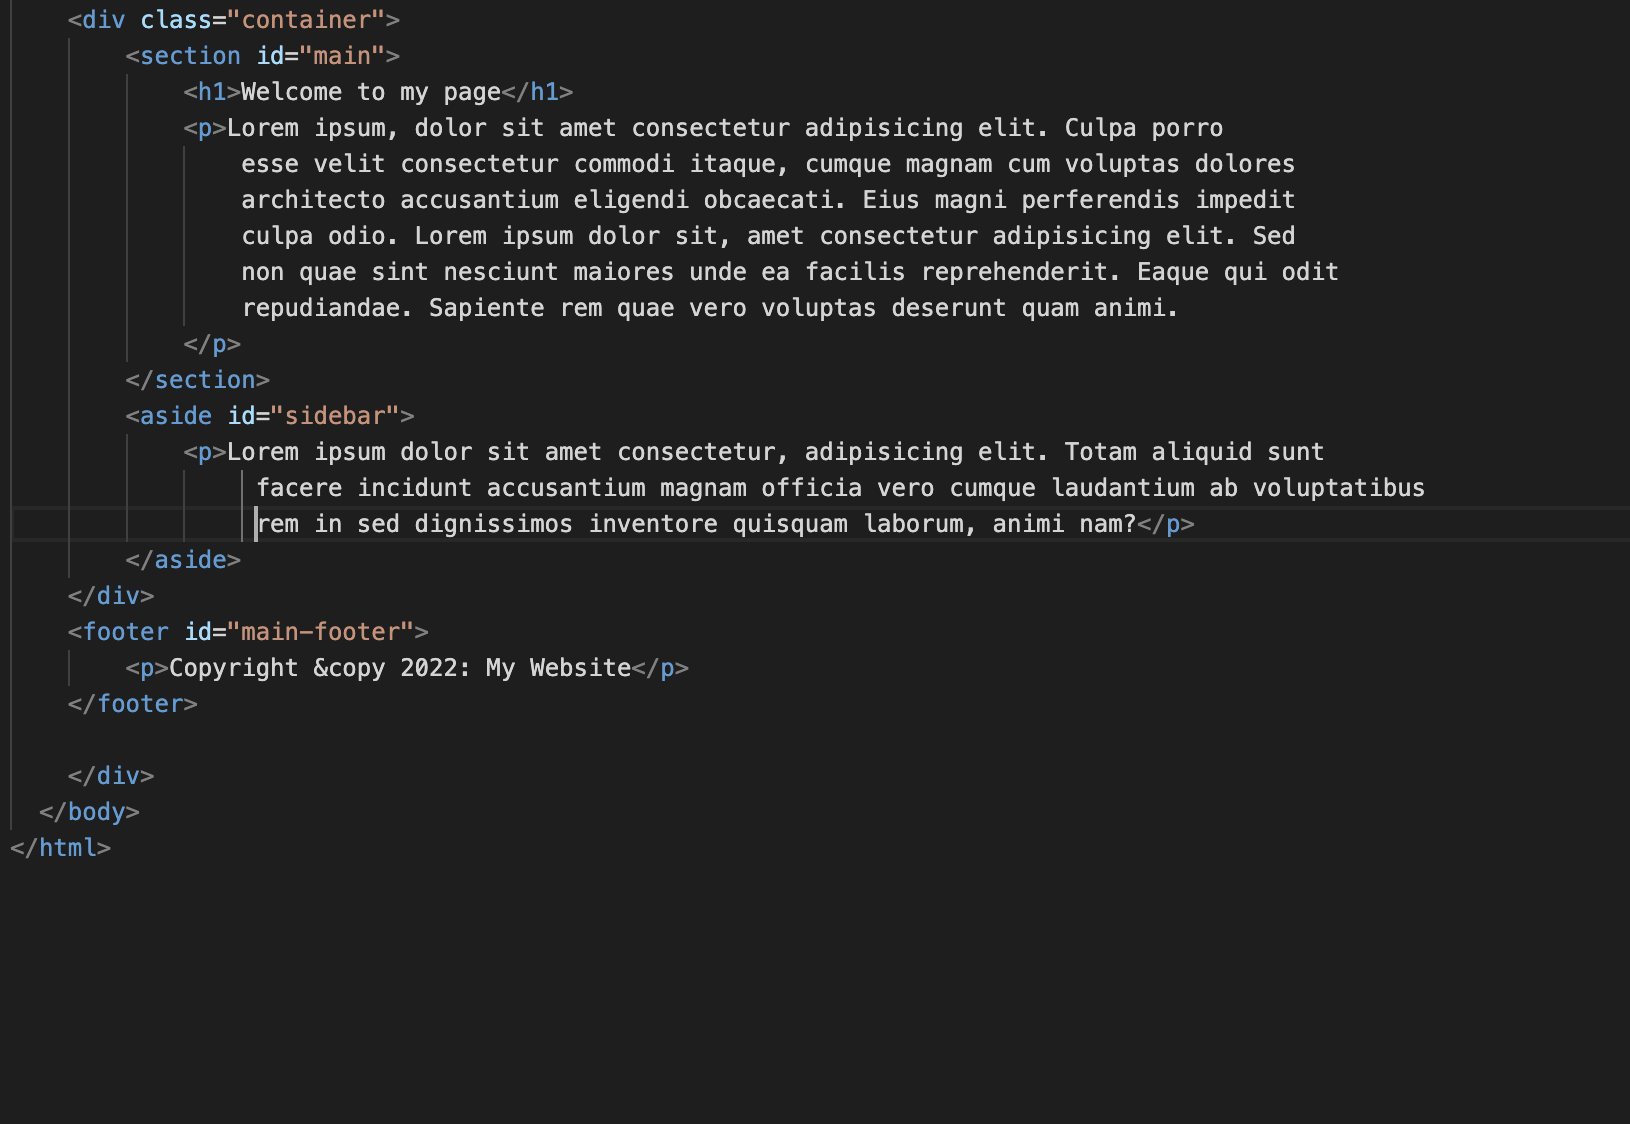 <div class="container">
<section id="main">
<h1>Welcome to my page</h1>
<p>Lorem ipsum, dolor sit amet consectetur adipisicing elit. Culpa porro
esse velit consectetur commodi itaque, cumque magnam cum voluptas dolores
architecto accusantium eligendi obcaecati. Eius magni perferendis impedit
culpa odio. Lorem ipsum dolor sit, amet consectetur adipisicing elit. Sed
non quae sint nesciunt maiores unde ea facilis reprehenderit. Eaque qui odit
repudiandae. Sapiente rem quae vero voluptas deserunt quam animi.
</p>
</section>
<aside id="sidebar">
<p>Lorem ipsum dolor sit amet consectetur, adipisicing elit. Totam aliquid sunt
facere incidunt accusantium magnam officia vero cumque laudantium ab voluptatibus
rem in sed dignissimos inventore quisquam laborum, animi nam?</p>
</aside>
</div>
<footer id="main-footer">
<p>Copyright &copy 2022: My Website</p>
</footer>
</div>
</body>
</html>